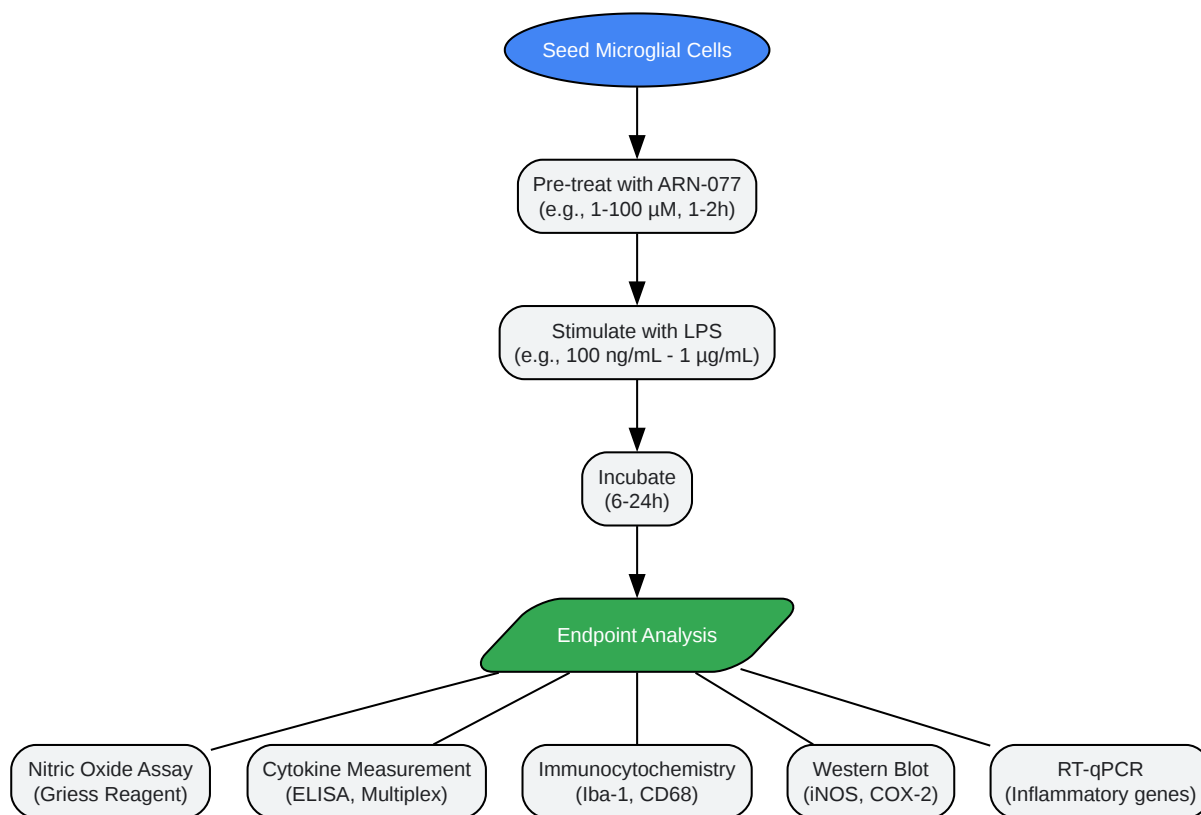 Seed Microglial Cells
Pre-treat with ARN-077
(e.g., 1-100 µM, 1-2h)
Stimulate with LPS
(e.g., 100 ng/mL - 1 µg/mL)
Incubate
(6-24h)
Endpoint Analysis
Nitric Oxide Assay
(Griess Reagent)
Cytokine Measurement
(ELISA, Multiplex)
Immunocytochemistry
(Iba-1, CD68)
Western Blot
(iNOS, COX-2)
RT-qPCR
(Inflammatory genes)